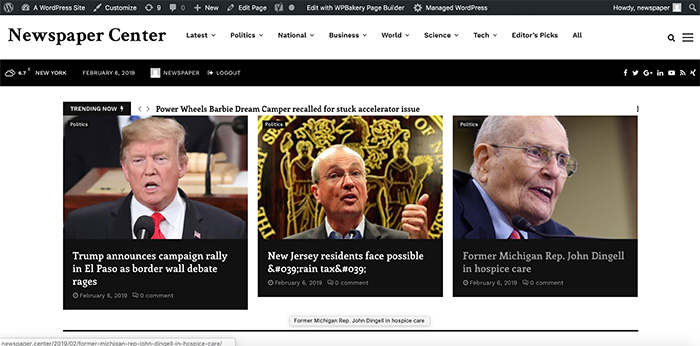 A WordPress Site Customize 5 0 New Edit Page Edit with WPBakery Page Builder Managed WordPress Howdy, newspaper
Newspaper Center Latest Politics National Business World Science Tech Editor's Picks All
6.7 C NEW YORK FEBRUARY 6, 2019 NEWSPAPER LOGOUT
TRENDING NOW Power Wheels Barbie Dream Camper recalled for stuck accelerator issue
Politics
Trump announces campaign rally
in El Paso as border wall debate
rages
February 6, 2019 0 comment
Politics
New Jersey residents face possible
&#039;rain tax&#039;
February 6, 2019 0 comment
Politics
Former Michigan Rep. John Dingell
in hospice care
February 6, 2019 0 comment
Former Michigan Rep. John Dingell in hospice care
newspaper.center/2019/02/former-michigan-rep-john-dingell-in-hospice-care/